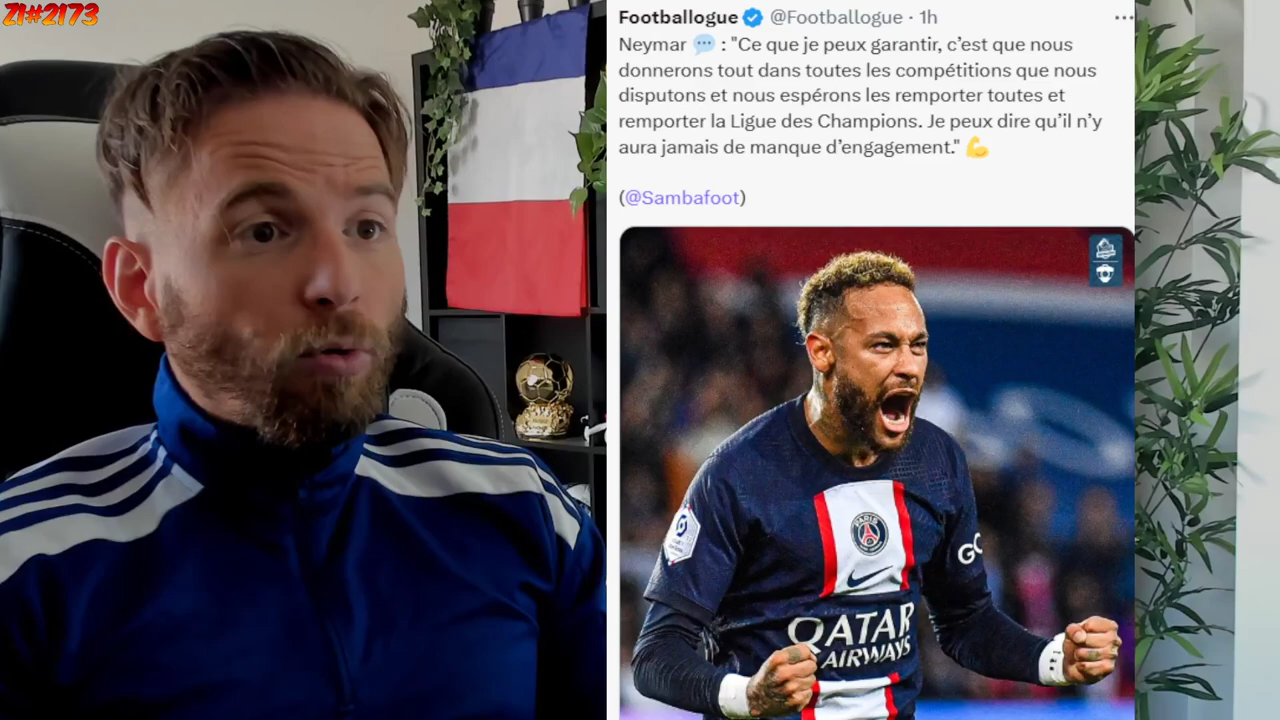 ZI#2173
Footballogue @Footballogue · 1h
Neymar 💬 : "Ce que je peux garantir, c’est que nous
donnerons tout dans toutes les compétitions que nous
disputons et nous espérons les remporter toutes et
remporter la Ligue des Champions. Je peux dire qu’il n’y
aura jamais de manque d’engagement." 💪
(@Sambafoot)
PARIS
GO
QATAR
AIRWAYS